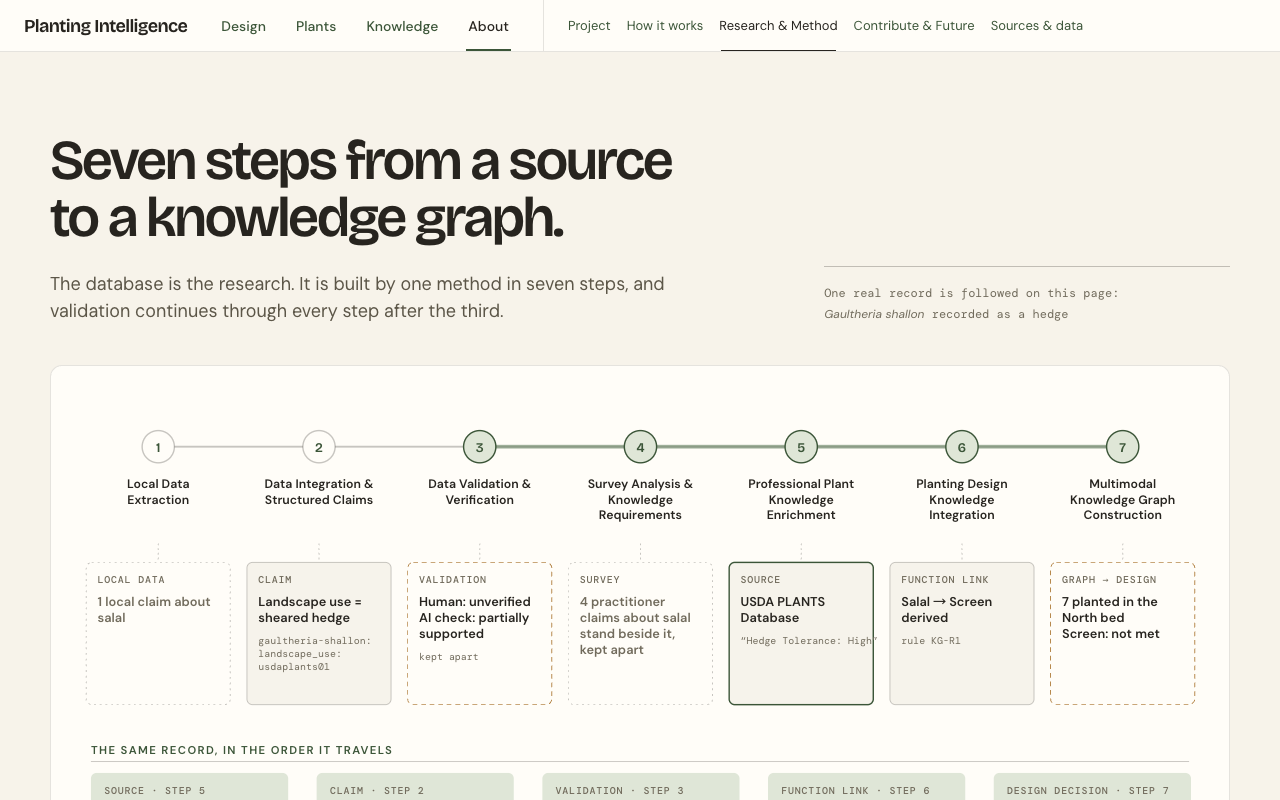 Planting Intelligence Design Plants Knowledge About Project How it works Research & Method Contribute & Future Sources & data
Seven steps from a source
to a knowledge graph.
The database is the research. It is built by one method in seven steps, and
validation continues through every step after the third.
One real record is followed on this page:
Gaultheria shallon recorded as a hedge
1 2 3 4 5 6 7
Local Data
Extraction
Data Integration &
Structured Claims
Data Validation &
Verification
Survey Analysis &
Knowledge
Requirements
Professional Plant
Knowledge
Enrichment
Planting Design
Knowledge
Integration
Multimodal
Knowledge Graph
Construction
LOCAL DATA
1 local claim about
salal
CLAIM
Landscape use =
sheared hedge
gaultheria-shallon:
landscape_use:
usdaplants01
VALIDATION
Human: unverified
AI check: partially
supported
kept apart
SURVEY
4 practitioner
claims about salal
stand beside it,
kept apart
SOURCE
USDA PLANTS
Database
“Hedge Tolerance: High”
FUNCTION LINK
Salal → Screen
derived
rule KG-R1
GRAPH → DESIGN
7 planted in the
North bed
Screen: not met
THE SAME RECORD, IN THE ORDER IT TRAVELS
SOURCE · STEP 5
CLAIM · STEP 2
VALIDATION · STEP 3
FUNCTION LINK · STEP 6
DESIGN DECISION · STEP 7